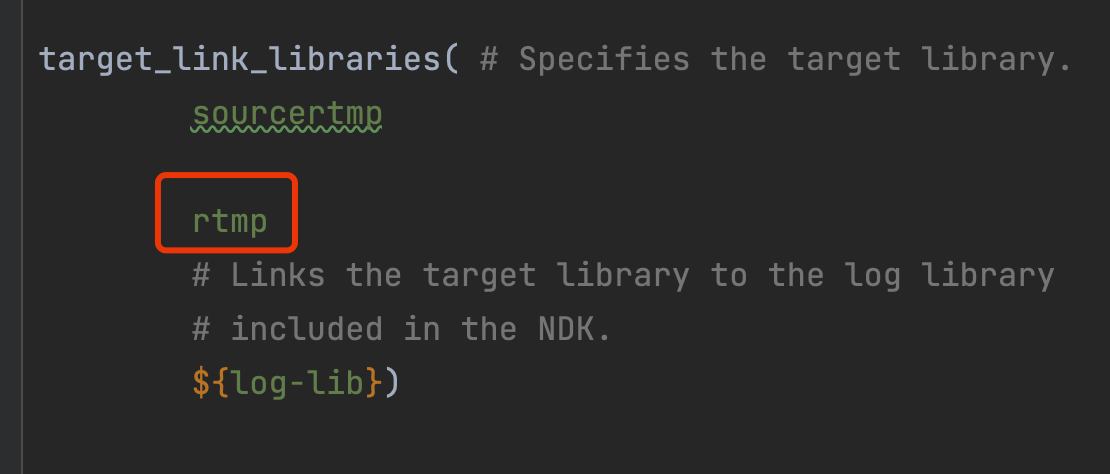 target_link_libraries( # Specifies the target library.
sourcertmp
rtmp
# Links the target library to the log library
# included in the NDK.
${log-lib})